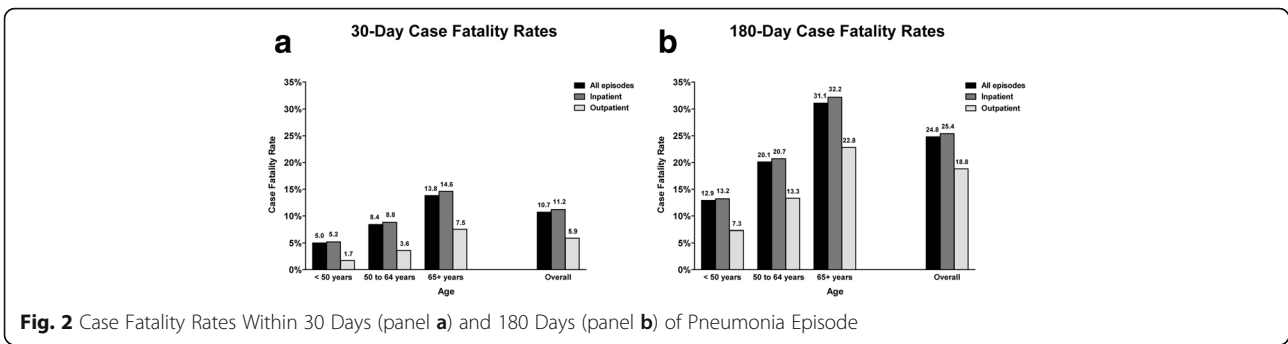 a 30-Day Case Fatality Rates
35%
30%
25%
20%
15%
10%
5%
0%
Case Fatality Rate
All episodes
Inpatient
Outpatient
5.0 5.2 1.7
8.4 8.8 3.6
13.8 14.6 7.5
10.7 11.2 5.9
< 50 years 50 to 64 years 65+ years Overall
Age
b 180-Day Case Fatality Rates
35%
30%
25%
20%
15%
10%
5%
0%
Case Fatality Rate
All episodes
Inpatient
Outpatient
12.9 13.2 7.3
20.1 20.7 13.3
31.1 32.2 22.8
24.8 25.4 18.8
< 50 years 50 to 64 years 65+ years Overall
Age
Fig. 2 Case Fatality Rates Within 30 Days (panel a) and 180 Days (panel b) of Pneumonia Episode